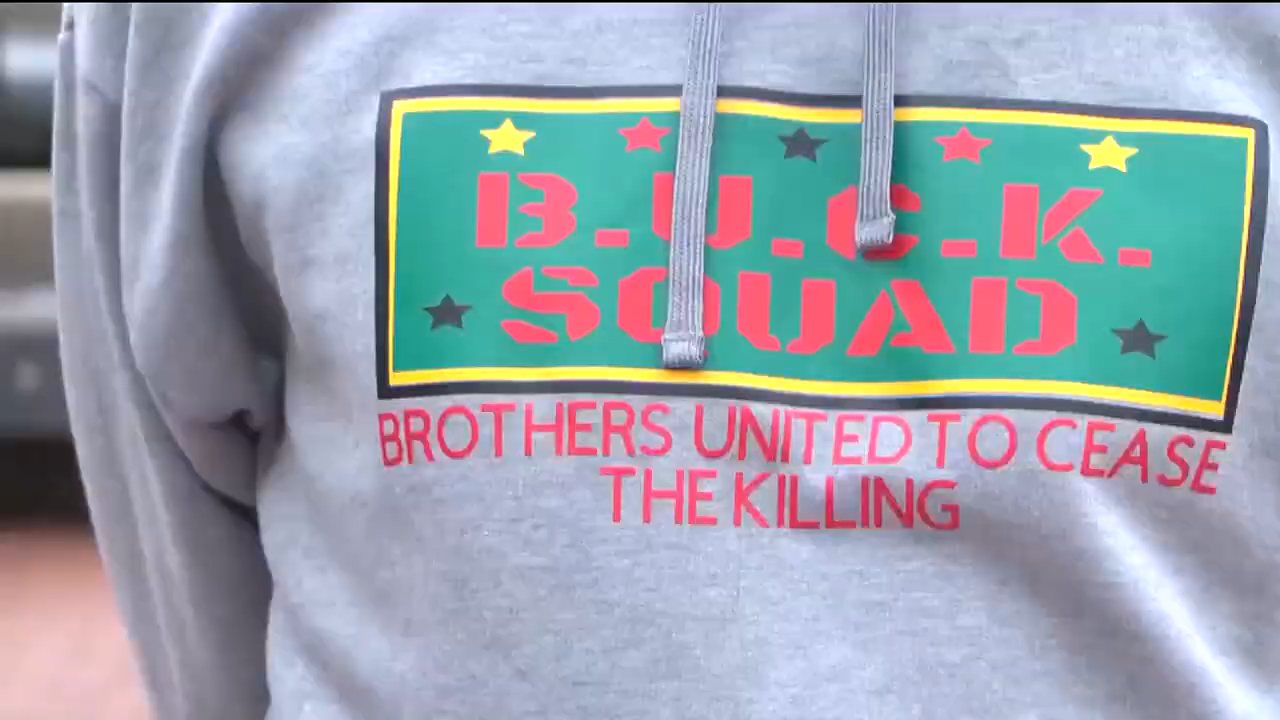 B.U.C.K.
SQUAD
BROTHERS UNITED TO CEASE
THE KILLING